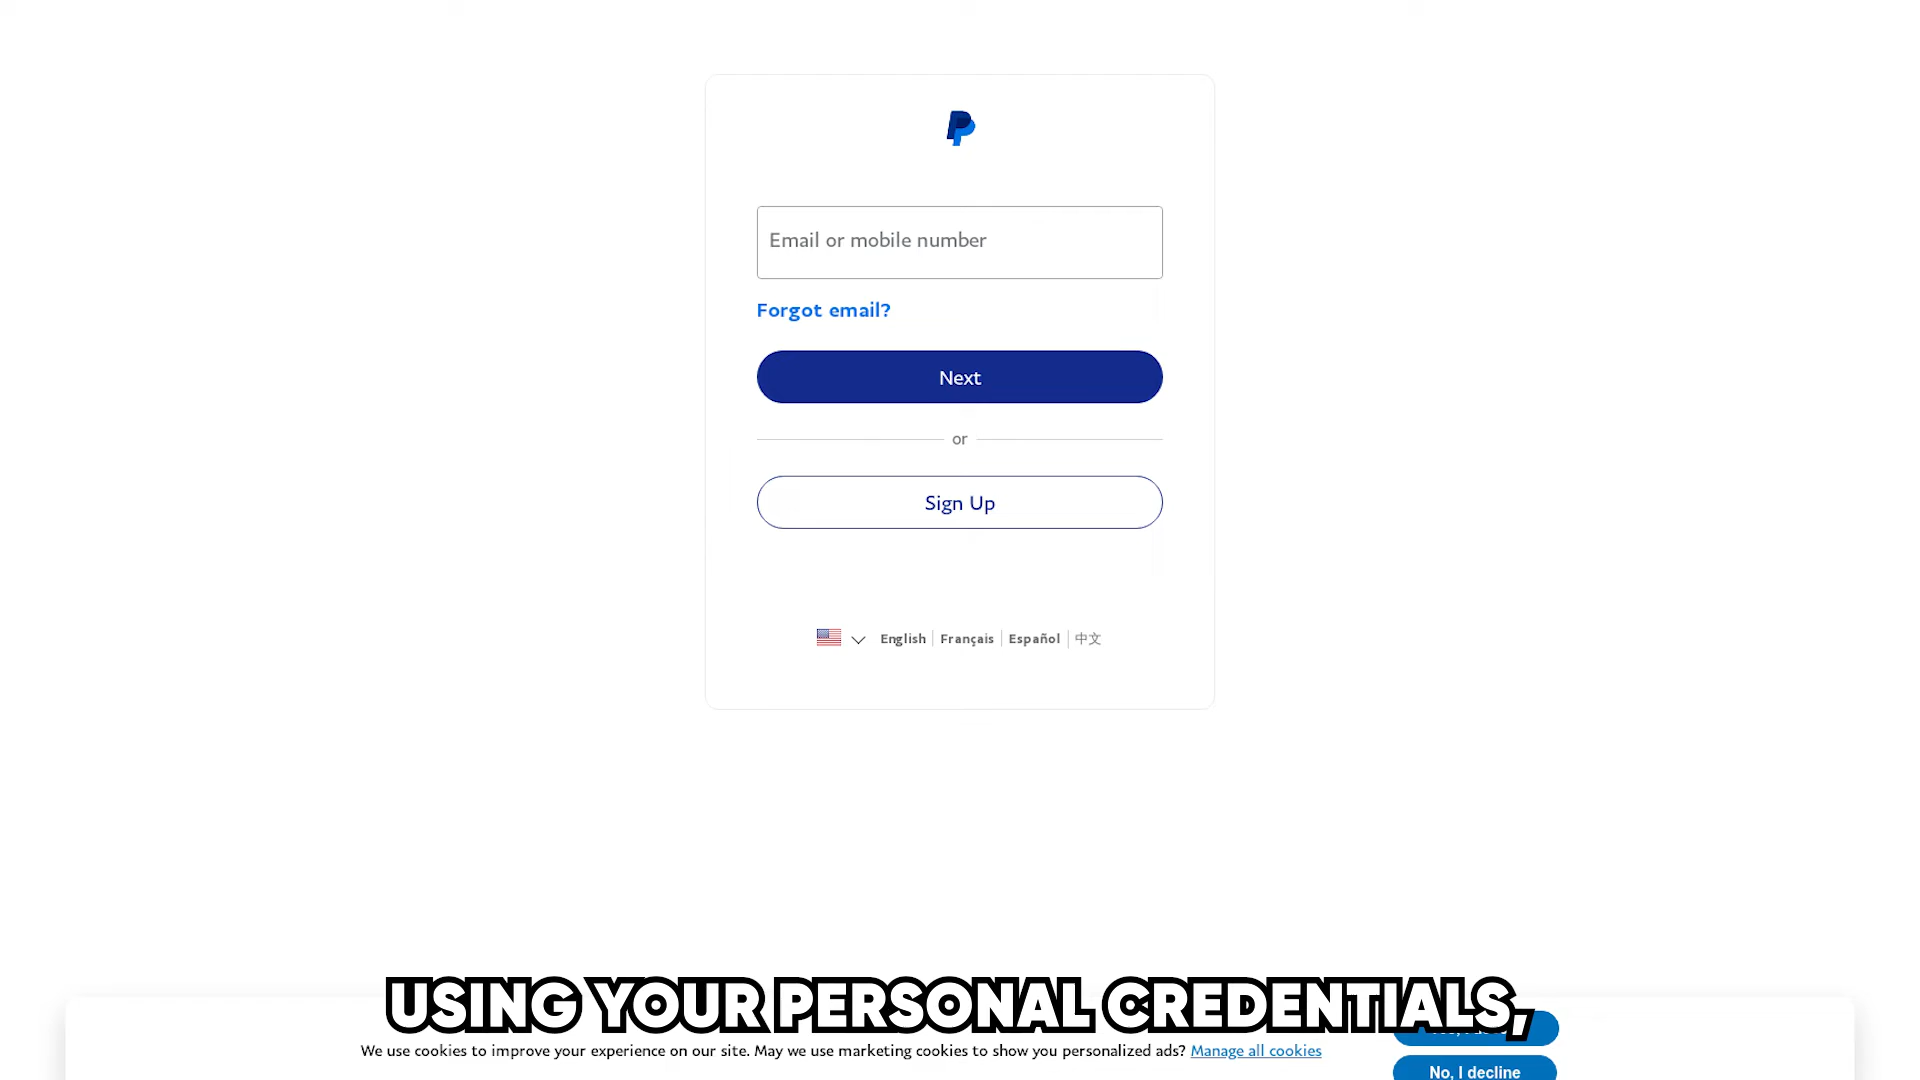 Email or mobile number
Forgot email?
Next
or
Sign Up
English Français Español 中文
USING YOUR PERSONAL CREDENTIALS,
We use cookies to improve your experience on our site. May we use marketing cookies to show you personalized ads? Manage all cookies
No, I decline